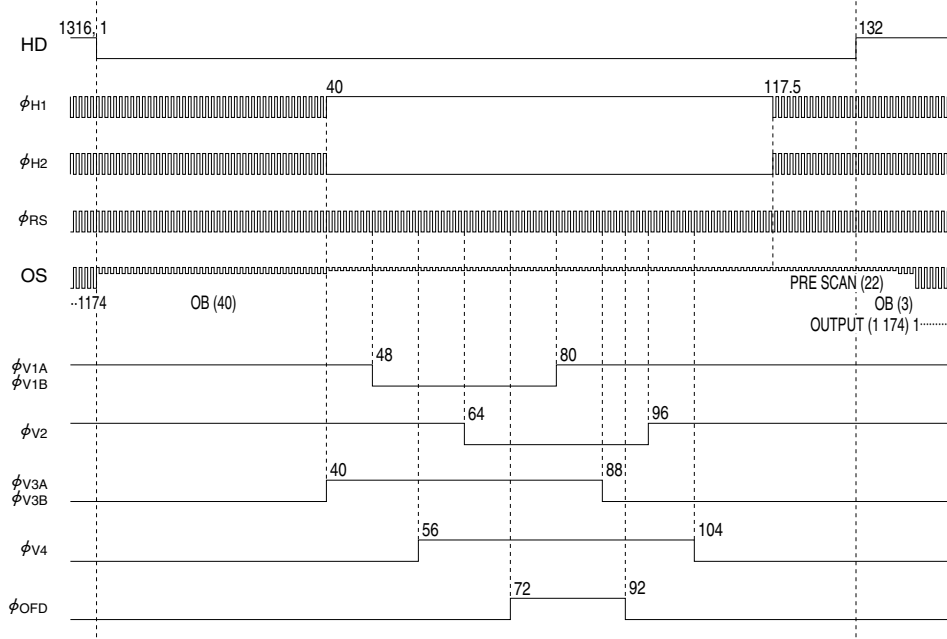 1316, 1
132
HD
40
117.5
ϕH1
ϕH2
ϕRS
OS
PRE SCAN (22)
··1174
OB (40)
OB (3)
OUTPUT (1 174) 1·········
ϕV1A
ϕV1B
48
80
ϕV2
64
96
ϕV3A
ϕV3B
40
88
ϕV4
56
104
ϕOFD
72
92